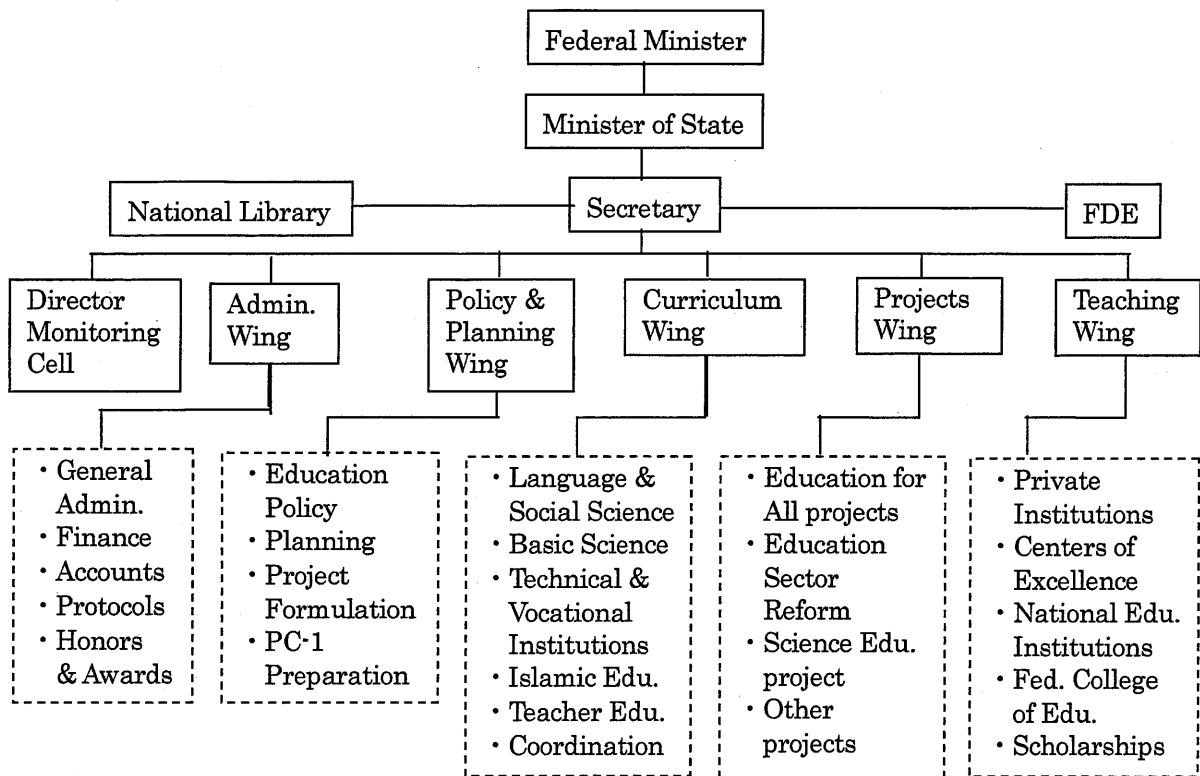 Federal Minister
Minister of State
National Library
Secretary
FDE
Director
Monitoring
Cell
Admin.
Wing
Policy &
Planning
Wing
Curriculum
Wing
Projects
Wing
Teaching
Wing
・General
Admin.
・Finance
・Accounts
・Protocols
・Honors
& Awards
・Education
Policy
・Planning
・Project
Formulation
・PC-1
Preparation
・Language &
Social Science
・Basic Science
・Technical &
Vocational
Institutions
・Islamic Edu.
・Teacher Edu.
・Coordination
・Education for
All projects
・Education
Sector
Reform
・Science Edu.
project
・Other
projects
・Private
Institutions
・Centers of
Excellence
・National Edu.
Institutions
・Fed. College
of Edu.
・Scholarships